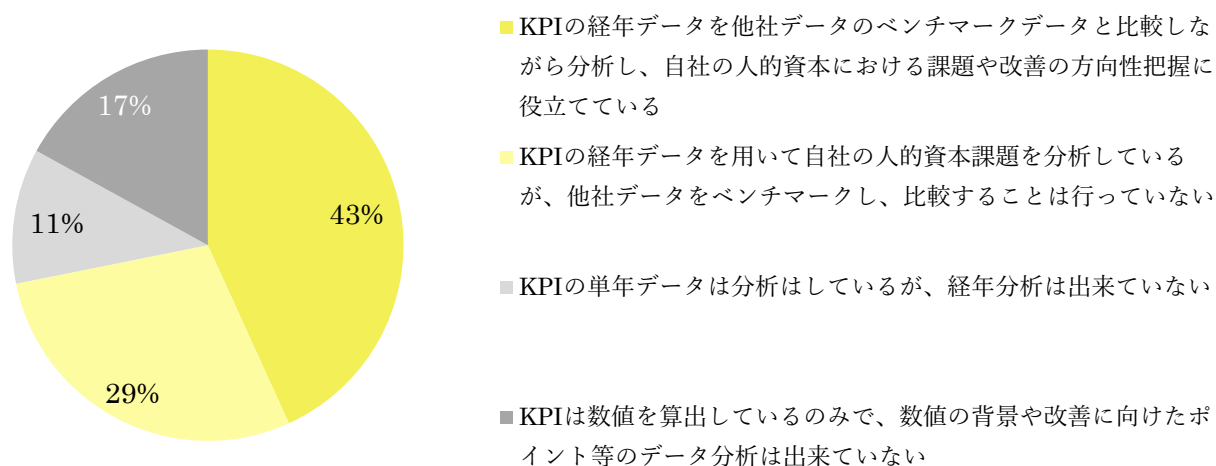 KPIの経年データを他社データのベンチマークデータと比較しな
がら分析し、自社の人的資本における課題や改善の方向性把握に
役立てている
KPIの経年データを用いて自社の人的資本課題を分析している
が、他社データをベンチマークし、比較することは行っていない
KPIの単年データは分析はしているが、経年分析は出来ていない
KPIは数値を算出しているのみで、数値の背景や改善に向けたポ
イント等のデータ分析は出来ていない
17%
43%
11%
29%